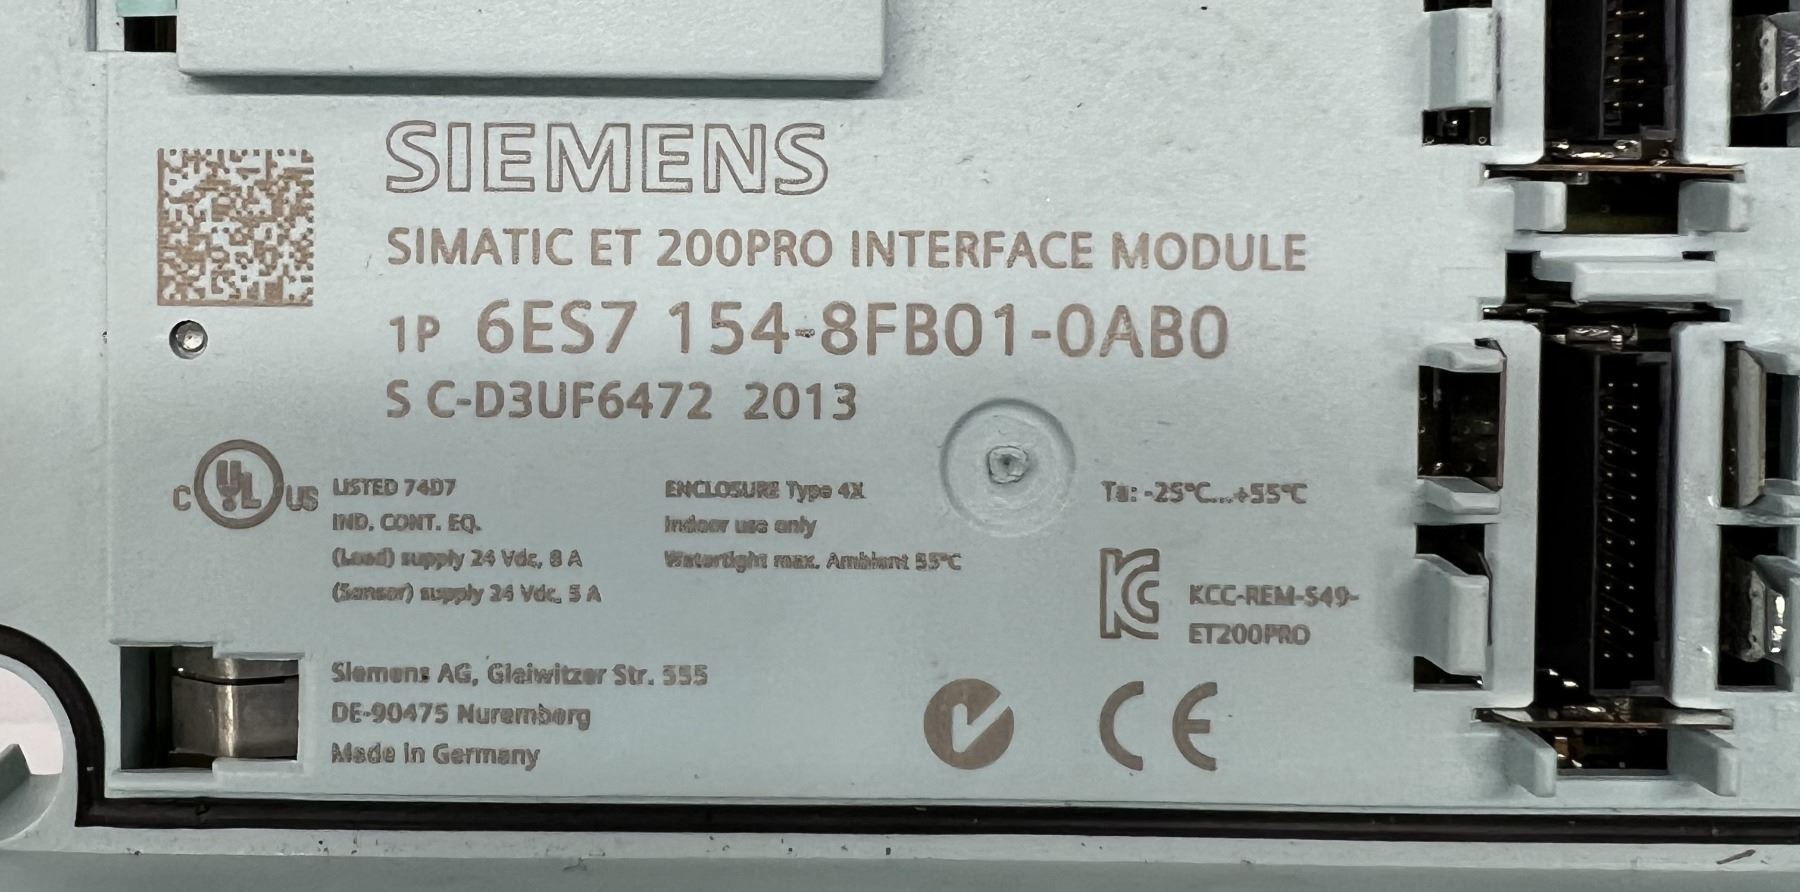 SIEMENS
SIMATIC ET 200PRO INTERFACE MODULE
1P 6ES7 154-8FB01-0AB0
S C-D3UF6472 2013
C UL US
LISTED 74D7
IND. CONT. EQ.
(Load) supply 24 Vdc, 8 A
(Sensor) supply 24 Vdc, 5 A
ENCLOSURE Type 4X
Indoor use only
Watertight max. Ambient 55°C
Ta: -25°C...+55°C
KC
KCC-REM-S49-
ET200PRO
Siemens AG, Gleiwitzer Str. 555
DE-90475 Nuremberg
Made in Germany
CE